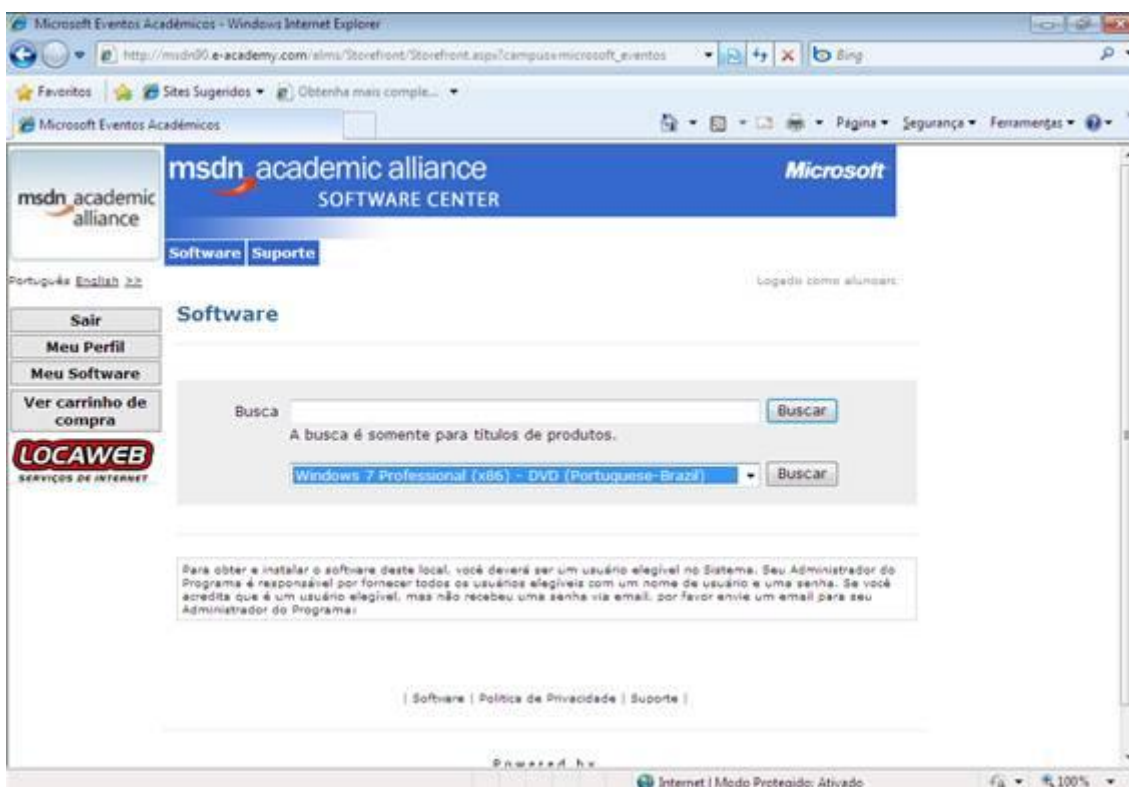 Microsoft Eventos Acadêmicos - Windows Internet Explorer
http://msdn90.e-academy.com/elms/Storefront/Storefront.aspx?campus=microsoft_eventos
Bing
Favoritos
Sites Sugeridos
Obtenha mais comple...
Microsoft Eventos Acadêmicos
Página
Segurança
Ferramentas
msdn academic alliance
msdn academic alliance
SOFTWARE CENTER
Microsoft
Software Suporte
Português English >>
Logado como alunoarc
Sair
Meu Perfil
Meu Software
Ver carrinho de
compra
LOCAWEB
SERVIÇOS DE INTERNET
Software
Busca
Buscar
A busca é somente para títulos de produtos.
Windows 7 Professional (x86) - DVD (Portuguese-Brazil)
Buscar
Para obter e instalar o software deste local, você deverá ser um usuário elegível no Sistema. Seu Administrador do
Programa é responsável por fornecer todos os usuários elegíveis com um nome de usuário e uma senha. Se você
acredita que é um usuário elegível, mas não recebeu uma senha via email, por favor envie um email para seu
Administrador do Programa:
| Software | Política de Privacidade | Suporte |
Powered by
Internet | Modo Protegido: Ativado
100%